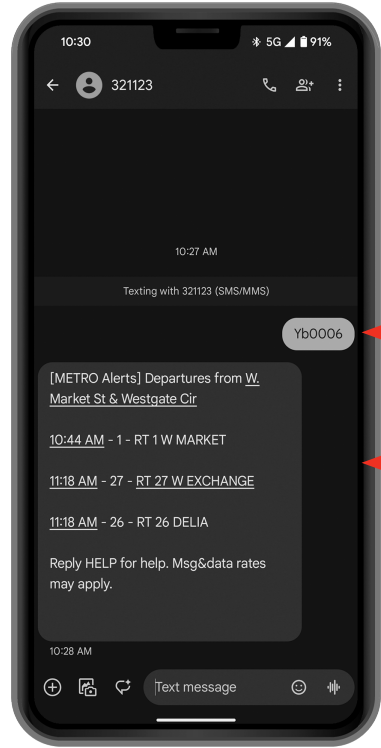 10:30
5G 91%
321123
10:27 AM
Texting with 321123 (SMS/MMS)
Yb0006
[METRO Alerts] Departures from W.
Market St & Westgate Cir
10:44 AM - 1 - RT 1 W MARKET
11:18 AM - 27 - RT 27 W EXCHANGE
11:18 AM - 26 - RT 26 DELIA
Reply HELP for help. Msg&data rates
may apply.
10:28 AM
Text message